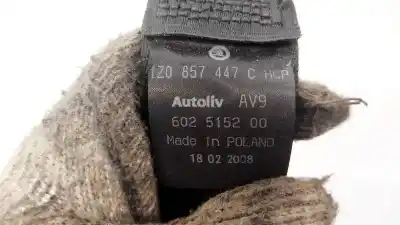 1Z0 857 447 C HCP
Autoliv AV9
602 5152 00
Made in POLAND
18 02 2008